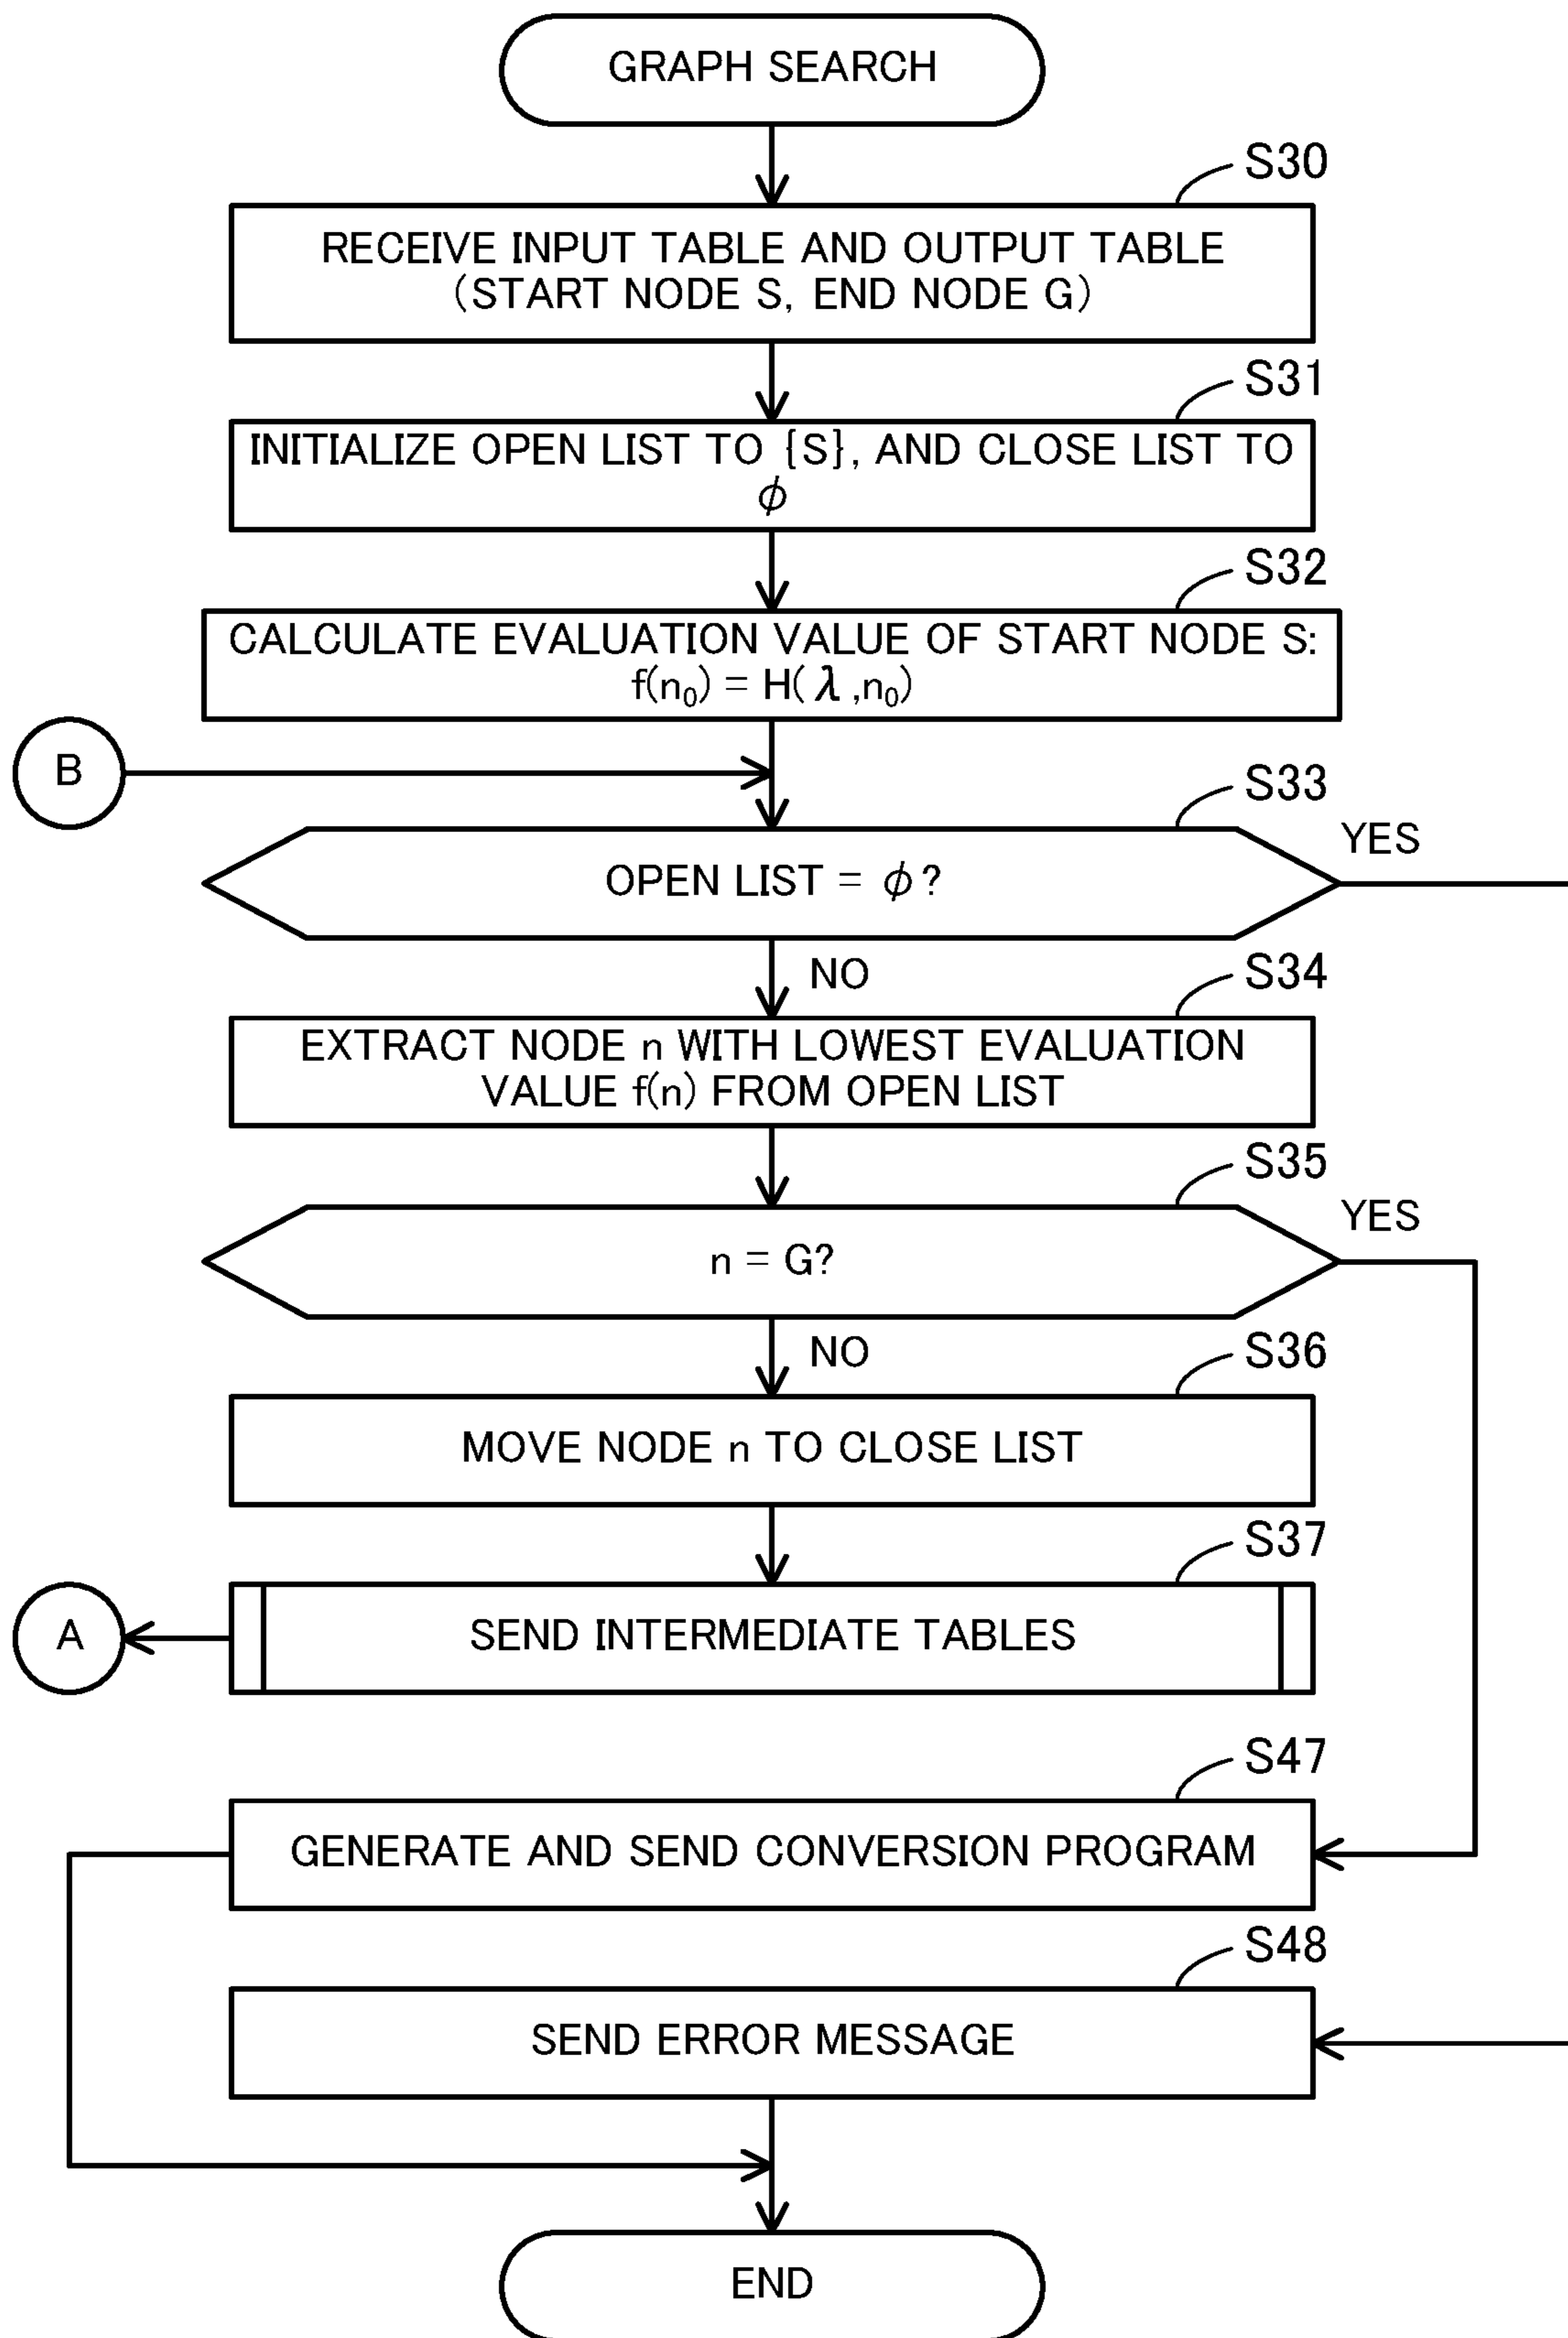 GRAPH SEARCH
S30
RECEIVE INPUT TABLE AND OUTPUT TABLE
(START NODE S, END NODE G)
S31
INITIALIZE OPEN LIST TO {S}, AND CLOSE LIST TO
φ
S32
CALCULATE EVALUATION VALUE OF START NODE S:
f(n₀) = H(λ,n₀)
B
S33
OPEN LIST = φ?
YES
NO
S34
EXTRACT NODE n WITH LOWEST EVALUATION
VALUE f(n) FROM OPEN LIST
S35
n = G?
YES
NO
S36
MOVE NODE n TO CLOSE LIST
S37
SEND INTERMEDIATE TABLES
A
S47
GENERATE AND SEND CONVERSION PROGRAM
S48
SEND ERROR MESSAGE
END